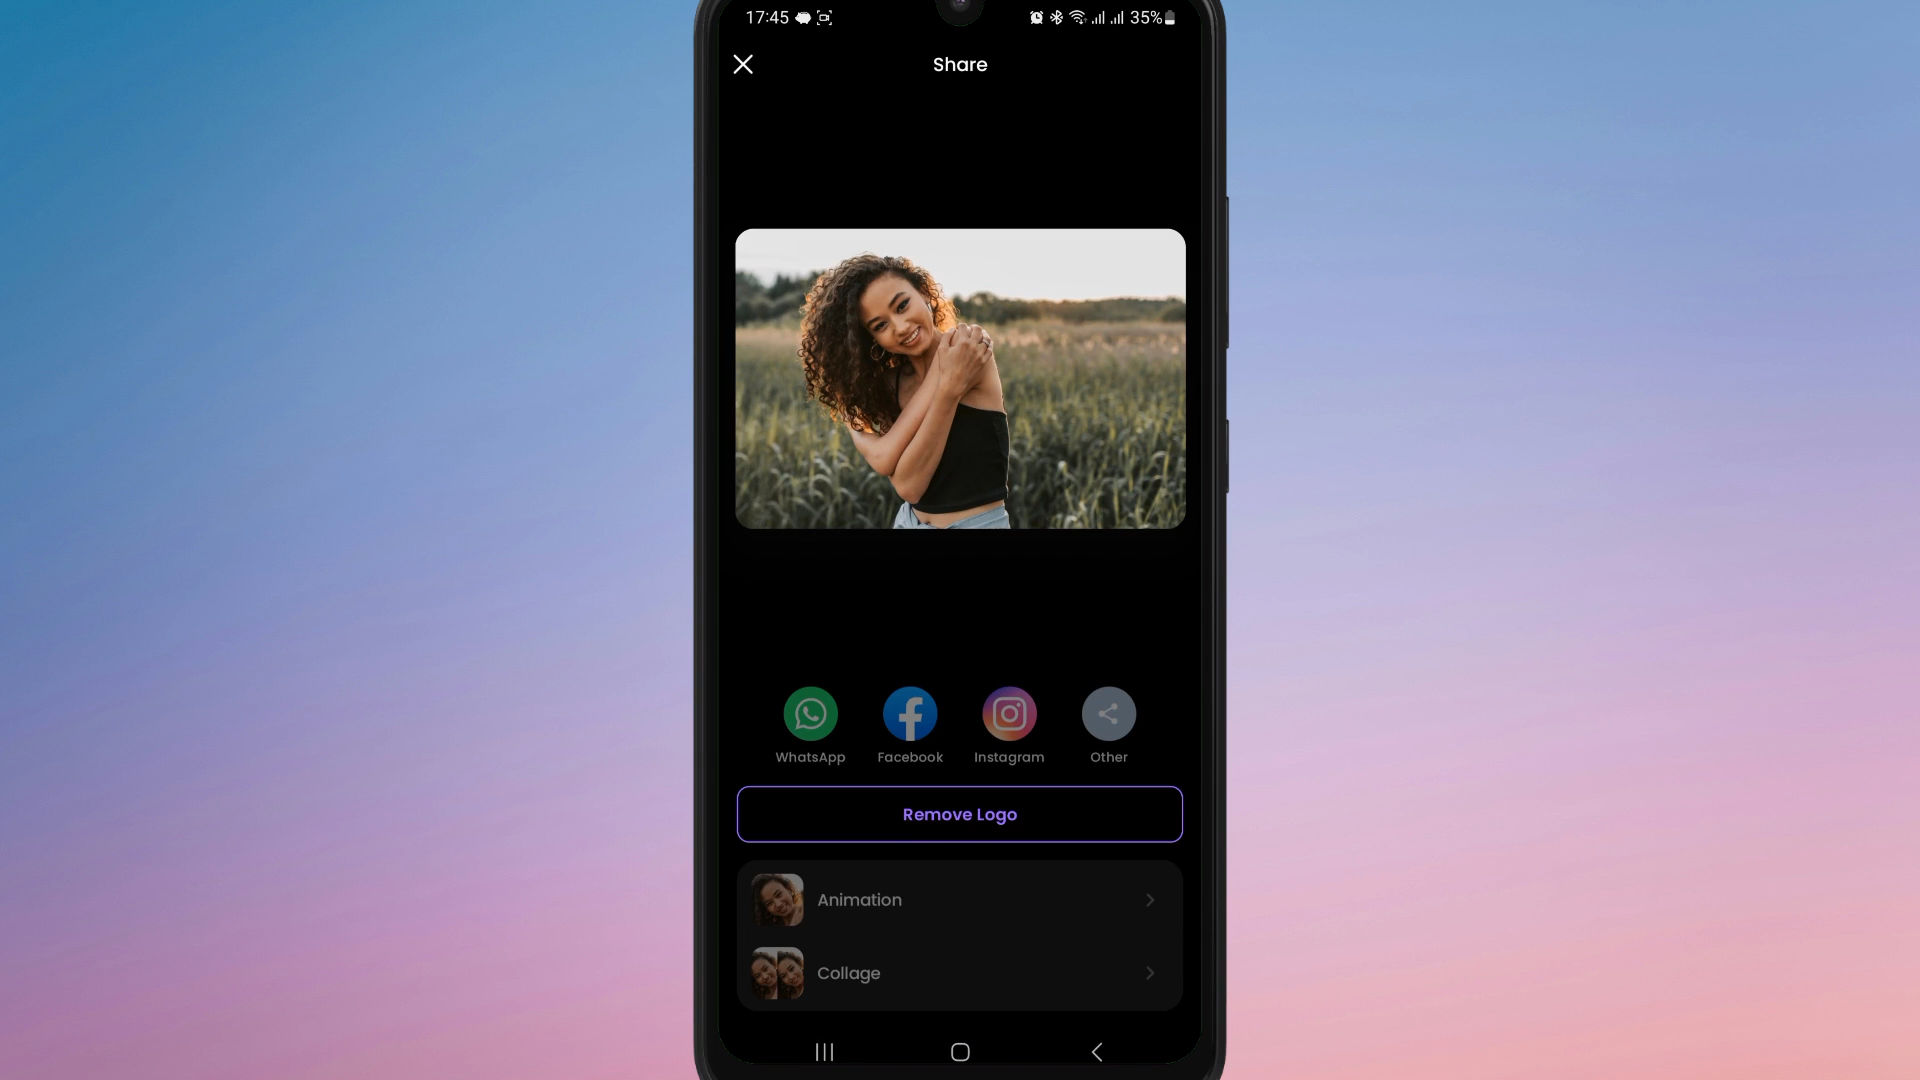 17:45 35%
Share
WhatsApp Facebook Instagram Other
Remove Logo
Animation
Collage